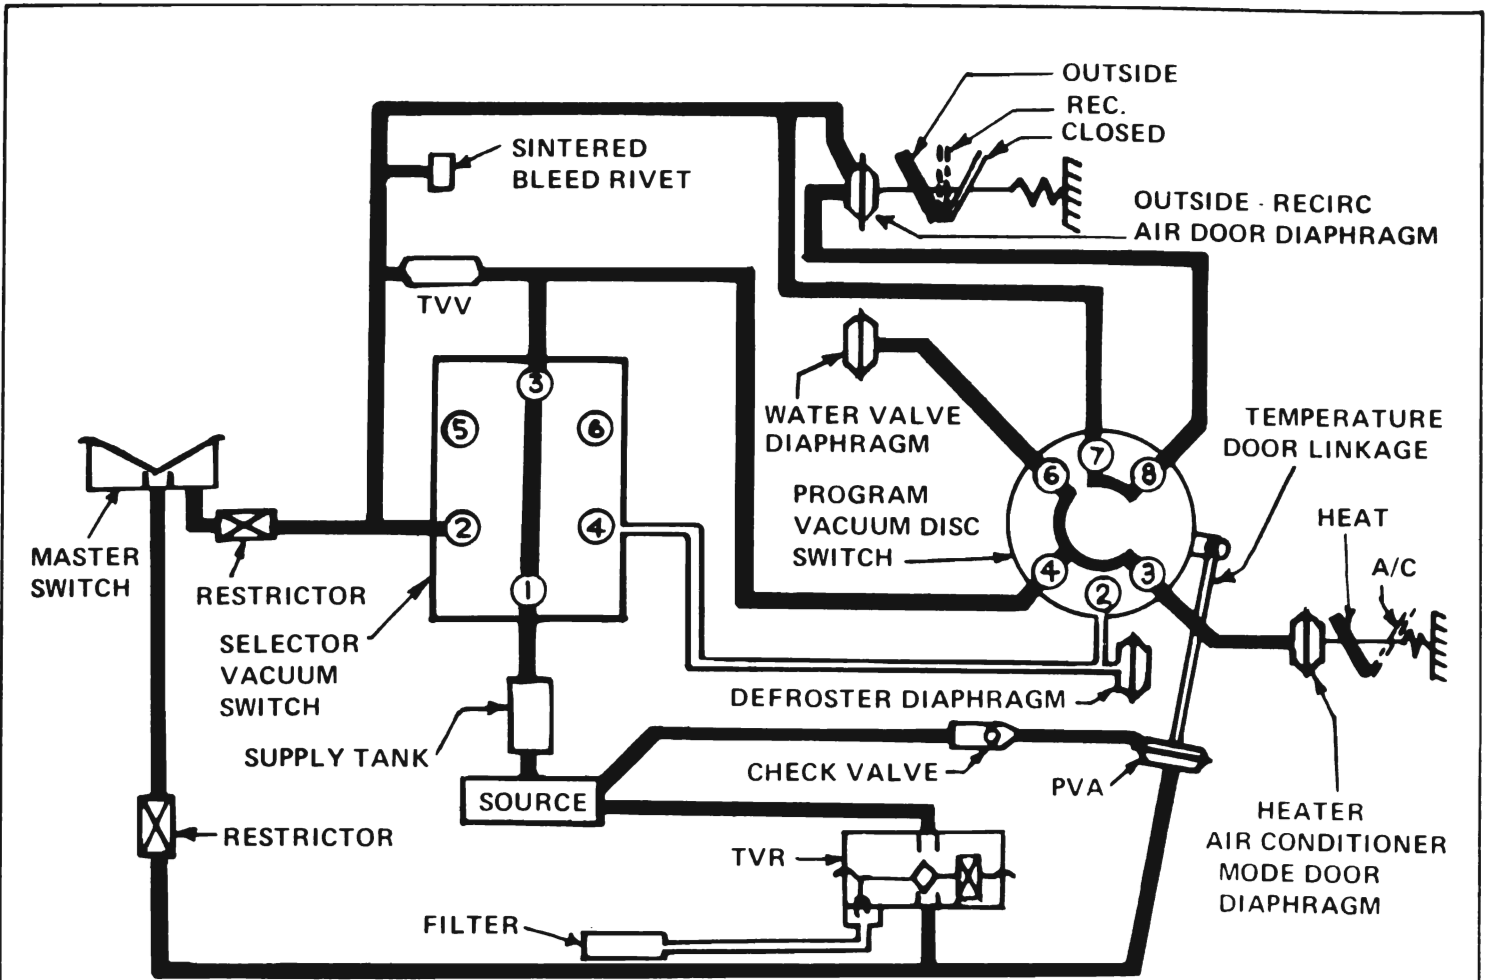 OUTSIDE
REC.
CLOSED
SINTERED
BLEED RIVET
OUTSIDE - RECIRC
AIR DOOR DIAPHRAGM
TVV
3
5
6
WATER VALVE
DIAPHRAGM
TEMPERATURE
DOOR LINKAGE
7
6
8
PROGRAM
VACUUM DISC
SWITCH
2
4
HEAT
MASTER
SWITCH
RESTRICTOR
1
4
3
2
A/C
SELECTOR
VACUUM
SWITCH
DEFROSTER DIAPHRAGM
SUPPLY TANK
CHECK VALVE
PVA
SOURCE
HEATER
AIR CONDITIONER
MODE DOOR
DIAPHRAGM
RESTRICTOR
TVR
FILTER